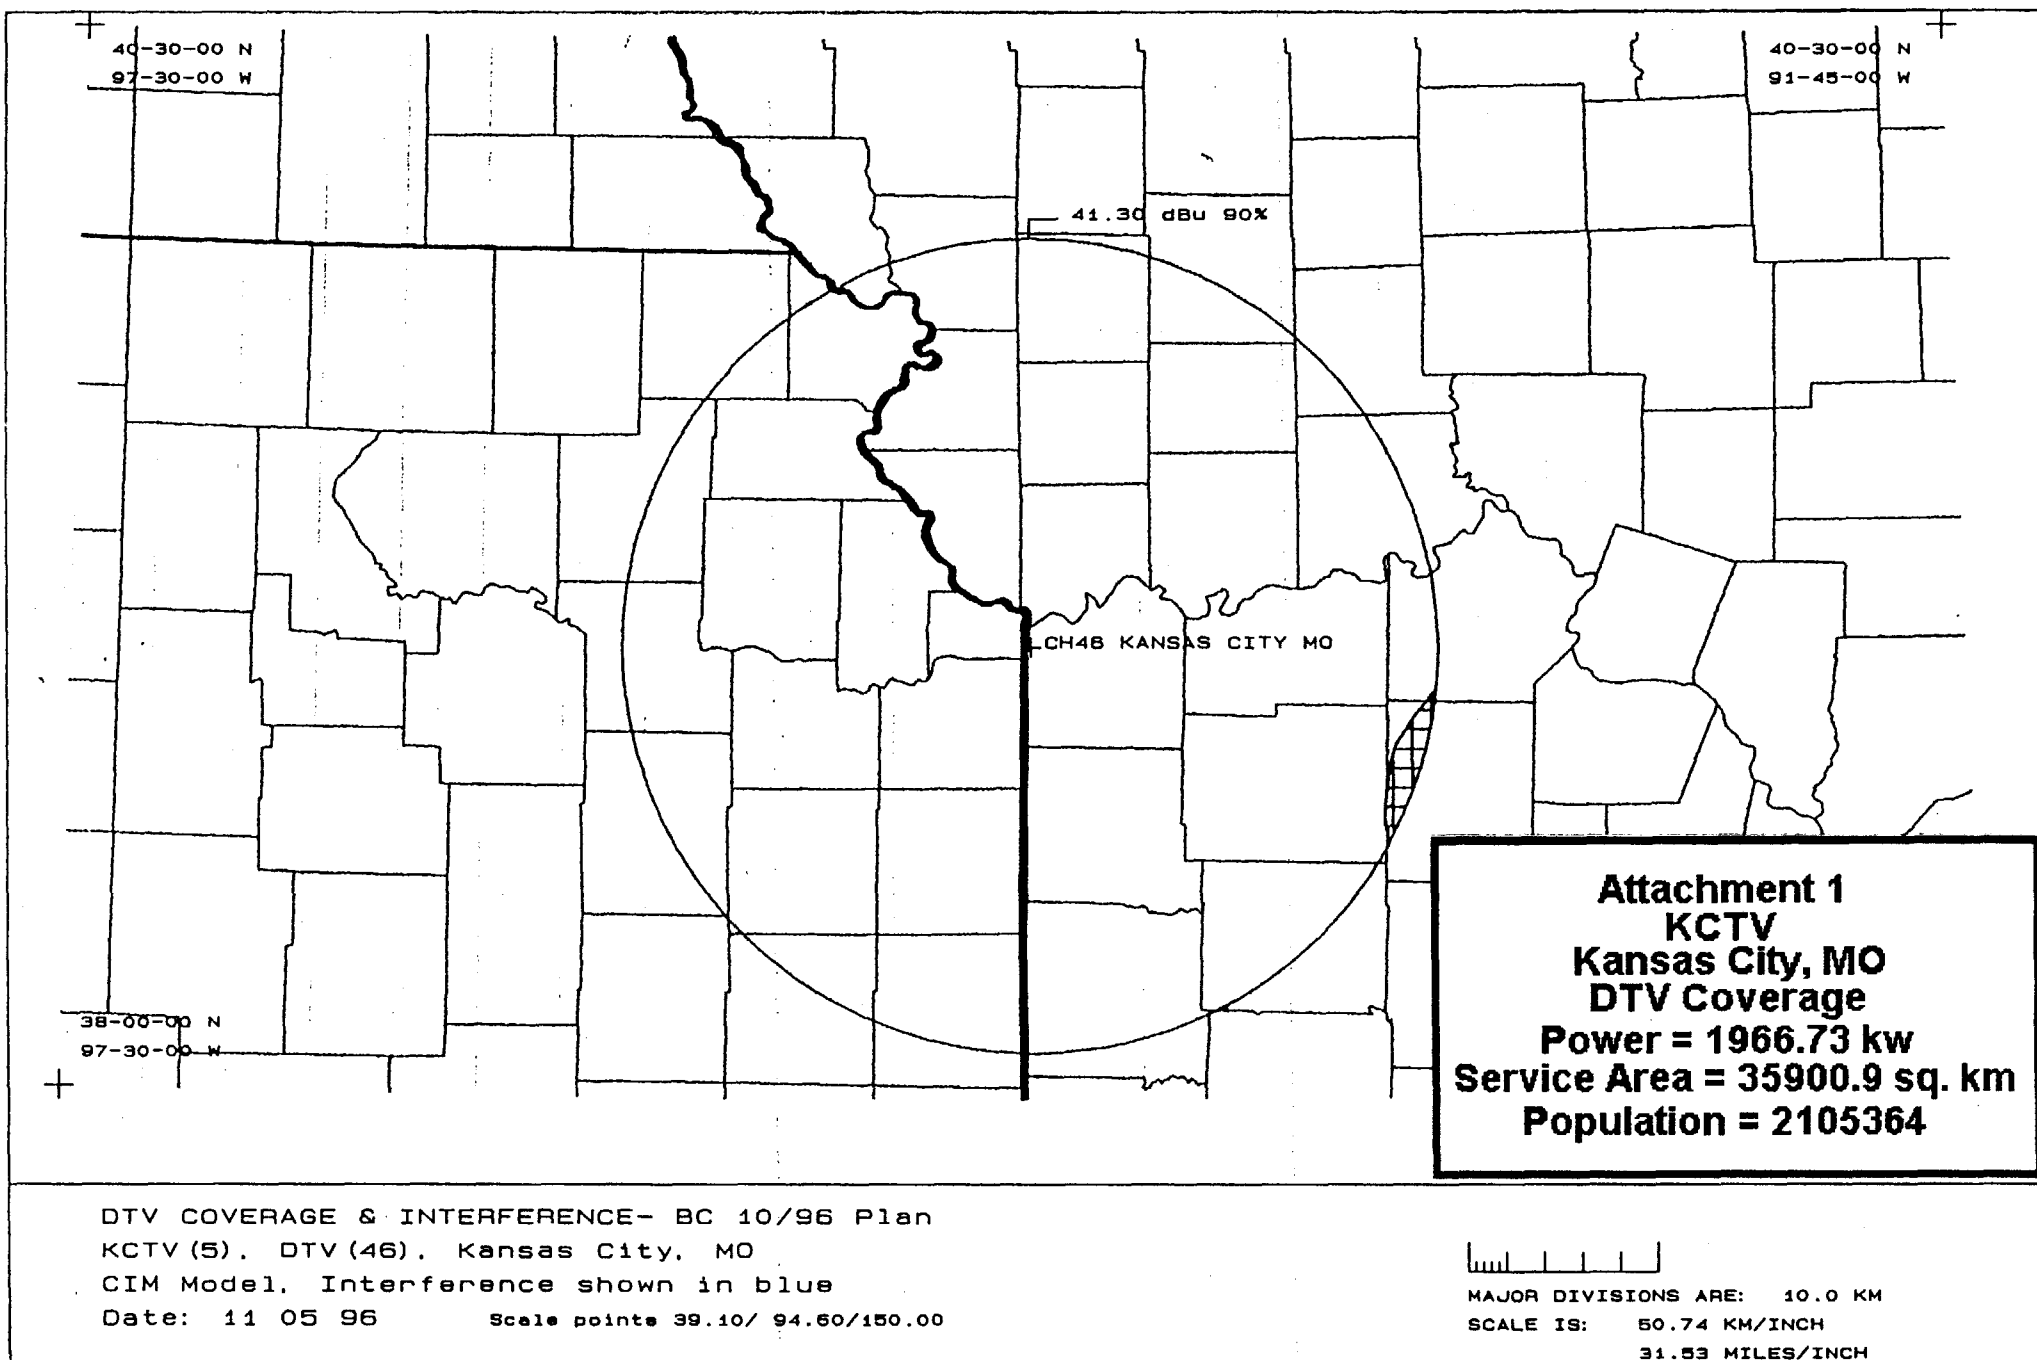 40-30-00 N
97-30-00 W
40-30-00 N
91-45-00 W
41.30 dBu 90%
CH46 KANSAS CITY MO
38-00-00 N
97-30-00 W
Attachment 1
KCTV
Kansas City, MO
DTV Coverage
Power = 1966.73 kw
Service Area = 35900.9 sq. km
Population = 2105364
DTV COVERAGE & INTERFERENCE- BC 10/96 Plan
KCTV(5), DTV(46), Kansas City, MO
CIM Model, Interference shown in blue
Date: 11 05 96 Scale points 39.10/ 94.60/150.00
MAJOR DIVISIONS ARE: 10.0 KM
SCALE IS: 50.74 KM/INCH
31.53 MILES/INCH